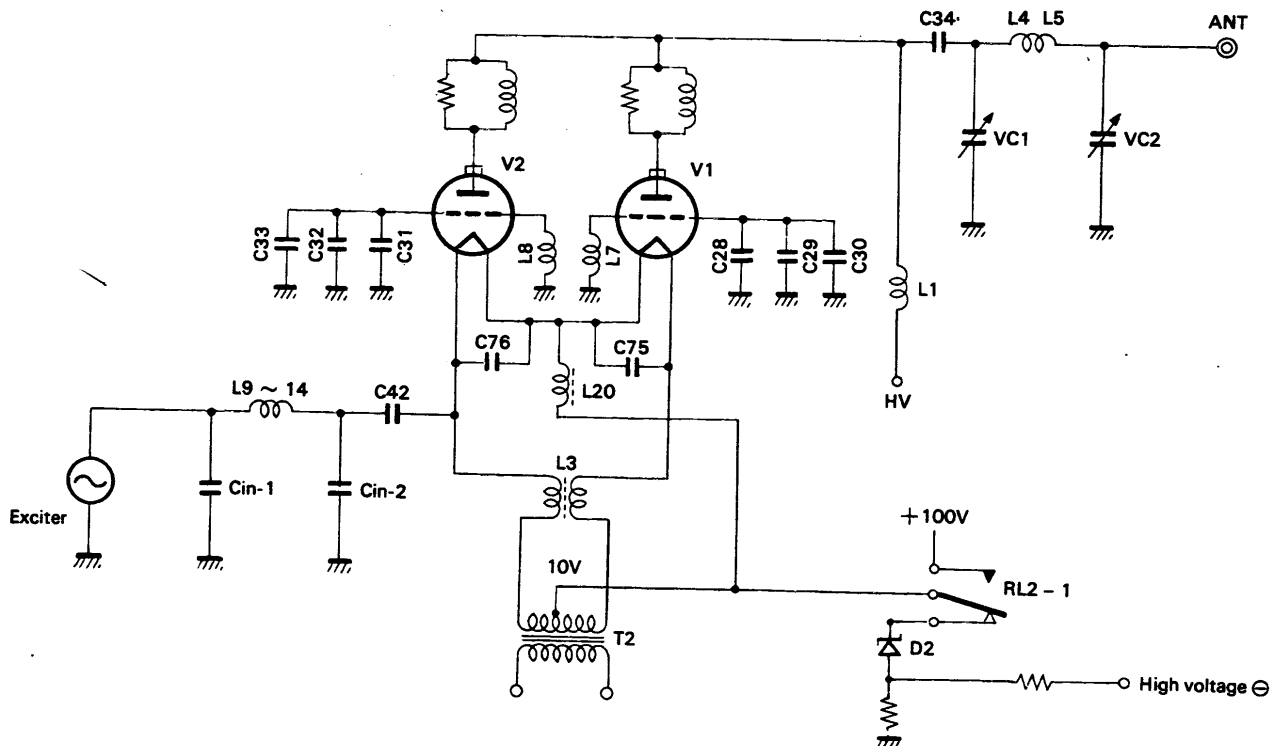 C34
L4 L5
ANT
VC1
VC2
V2
V1
C33
C32
C31
L8
L7
C28
C29
C30
L1
HV
C76
C75
L20
L9 ~ 14
C42
Cin-1
Cin-2
Exciter
L3
10V
T2
+100V
RL2-1
D2
High voltage ⊖